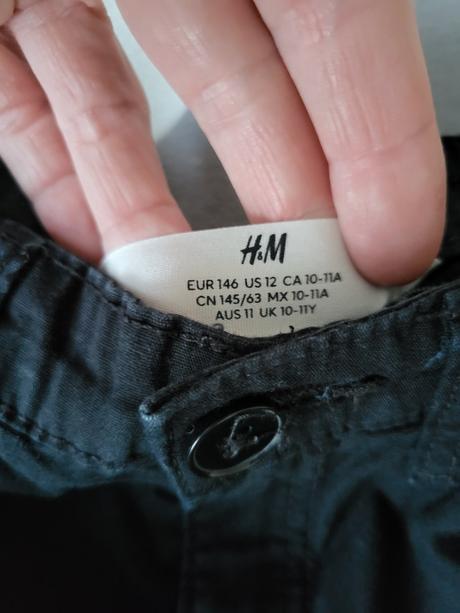 H&M
EUR 146 US 12 CA 10-11A
CN 145/63 MX 10-11A
AUS 11 UK 10-11Y